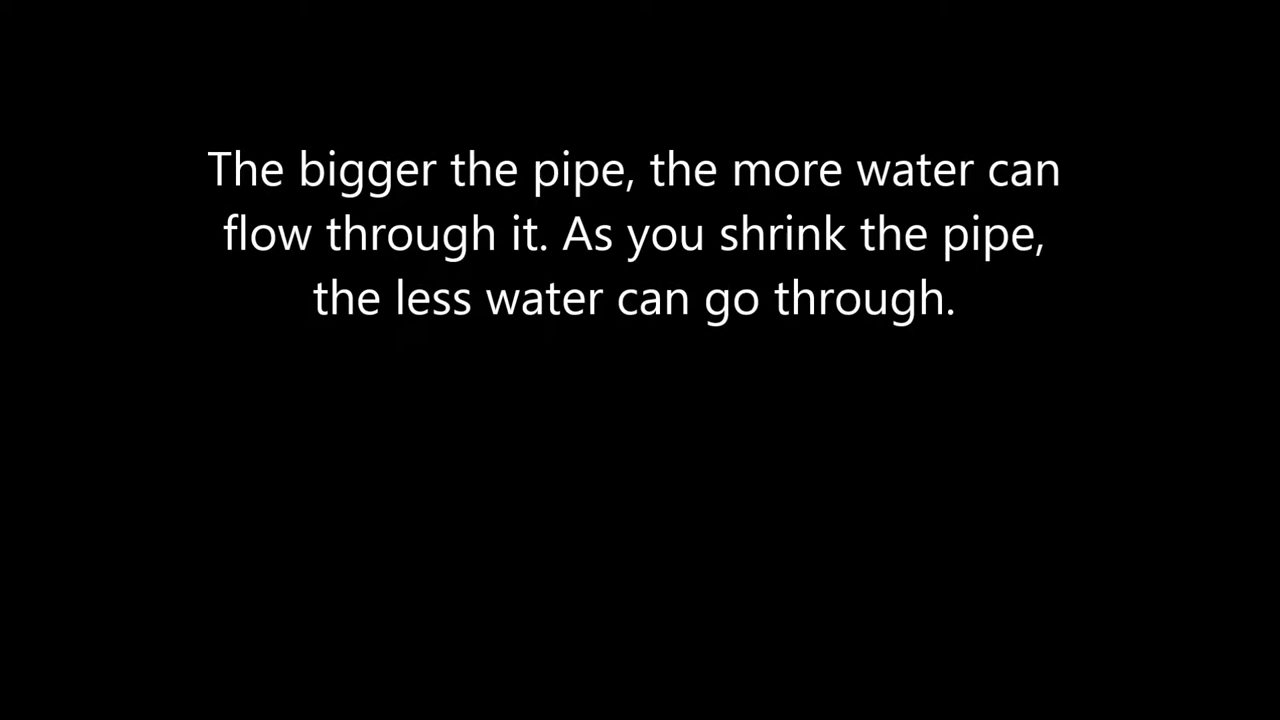 The bigger the pipe, the more water can
flow through it. As you shrink the pipe,
the less water can go through.